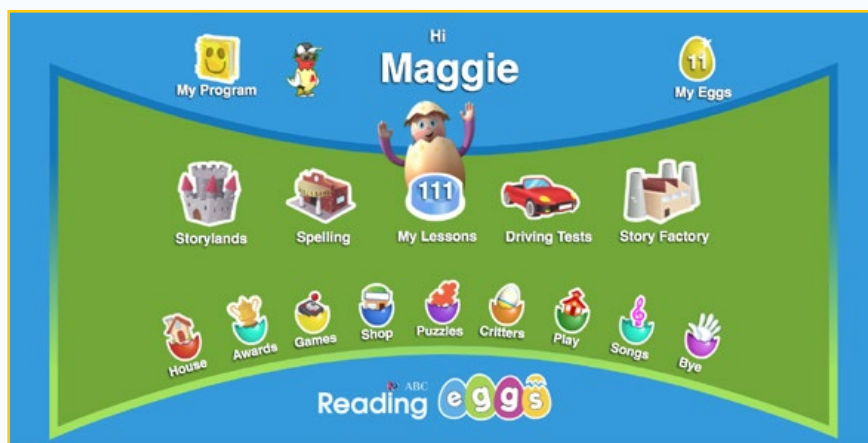 Hi
Maggie
My Program
11
My Eggs
111
Storylands
Spelling
My Lessons
Driving Tests
Story Factory
House
Awards
Games
Shop
Puzzles
Critters
Play
Songs
Bye
ABC
Reading eggs